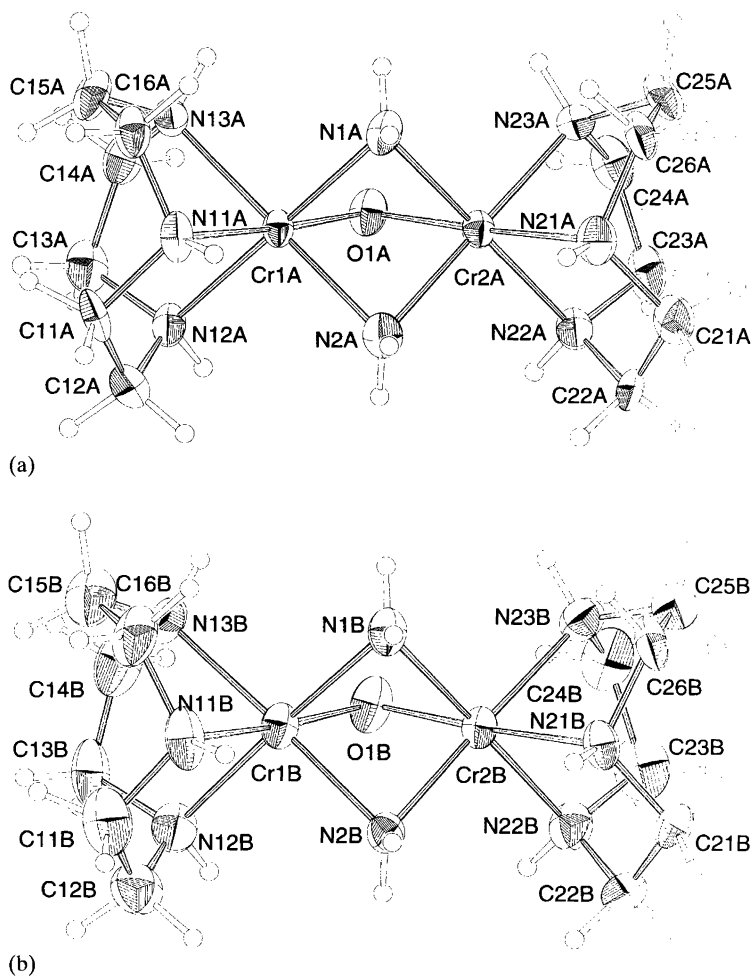 C15A C16A N13A N1A N23A C25A
C14A C26A
N11A C24A
C13A O1A N21A C23A
Cr1A Cr2A
C11A N12A N2A N22A C21A
C12A C22A
(a)
C15B C16B N13B N1B N23B C25B
C14B N11B C24B C26B
C13B O1B N21B C23B
Cr1B Cr2B
C11B N12B N2B N22B C21B
C12B C22B
(b)